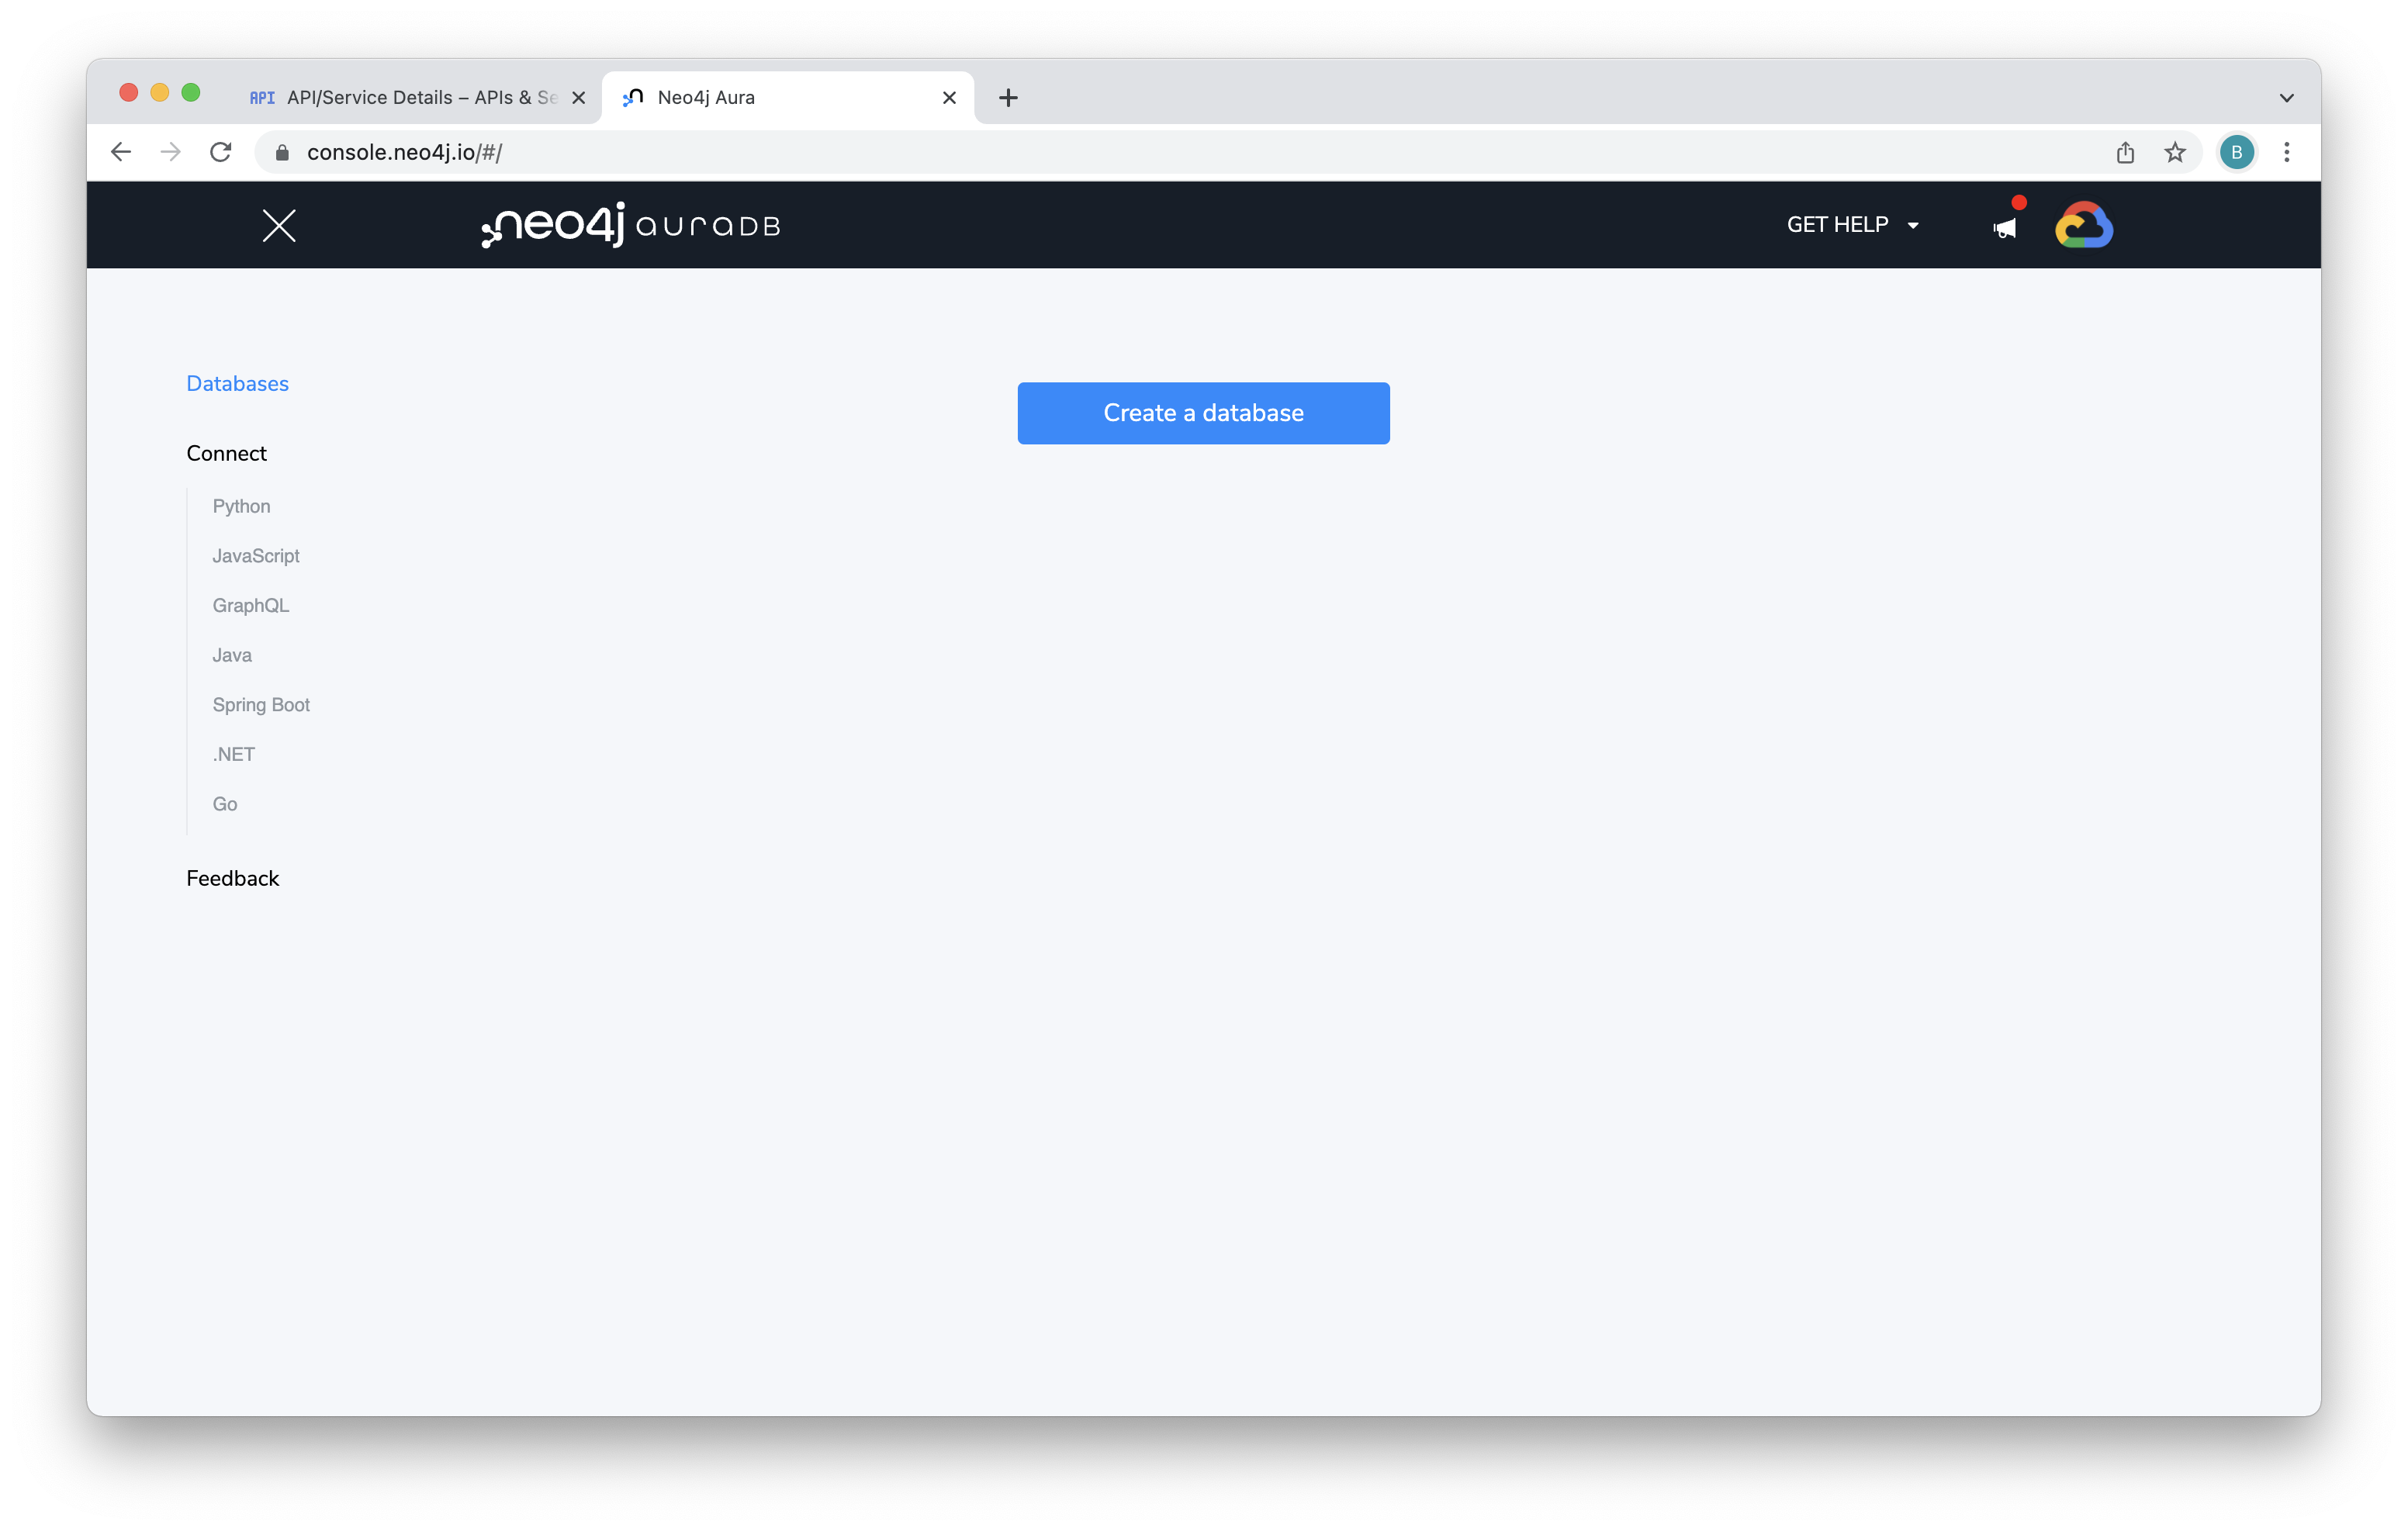 API API/Service Details – APIs & Se
Neo4j Aura
console.neo4j.io/#/
B
neo4j auraDB
GET HELP
Databases
Create a database
Connect
Python
JavaScript
GraphQL
Java
Spring Boot
.NET
Go
Feedback